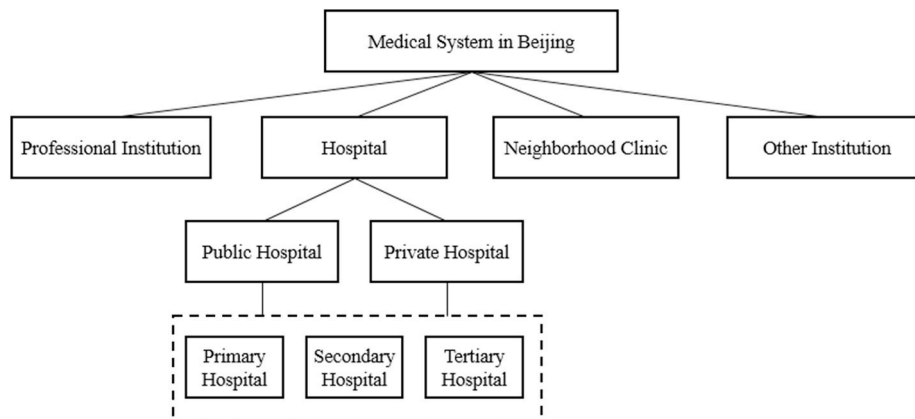 Medical System in Beijing
Professional Institution
Hospital
Neighborhood Clinic
Other Institution
Public Hospital
Private Hospital
Primary
Hospital
Secondary
Hospital
Tertiary
Hospital